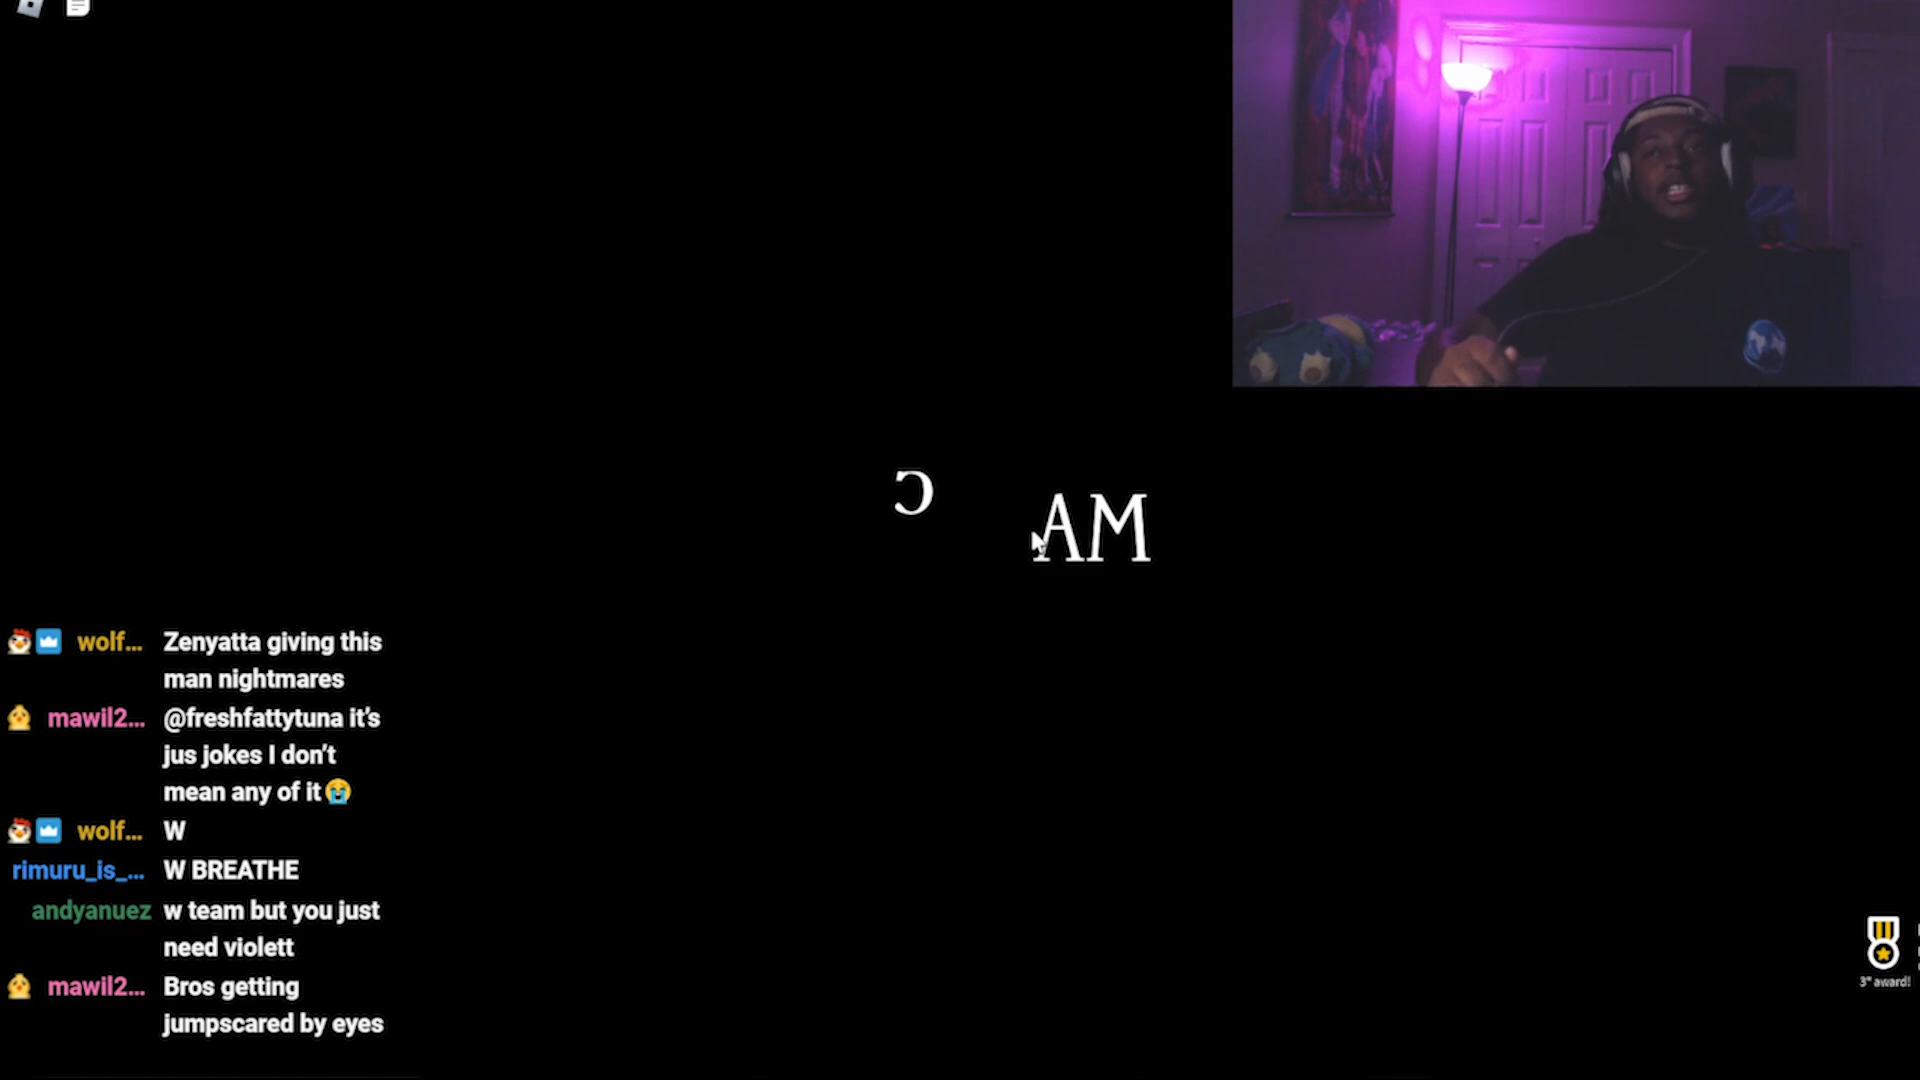 AM
wolf... Zenyatta giving this
man nightmares
mawil2... @freshfattytuna it's
jus jokes I don't
mean any of it😭
wolf... W
rimuru_is_... W BREATHE
andyanuez w team but you just
need violett
mawil2... Bros getting
jumpscared by eyes
3" award!